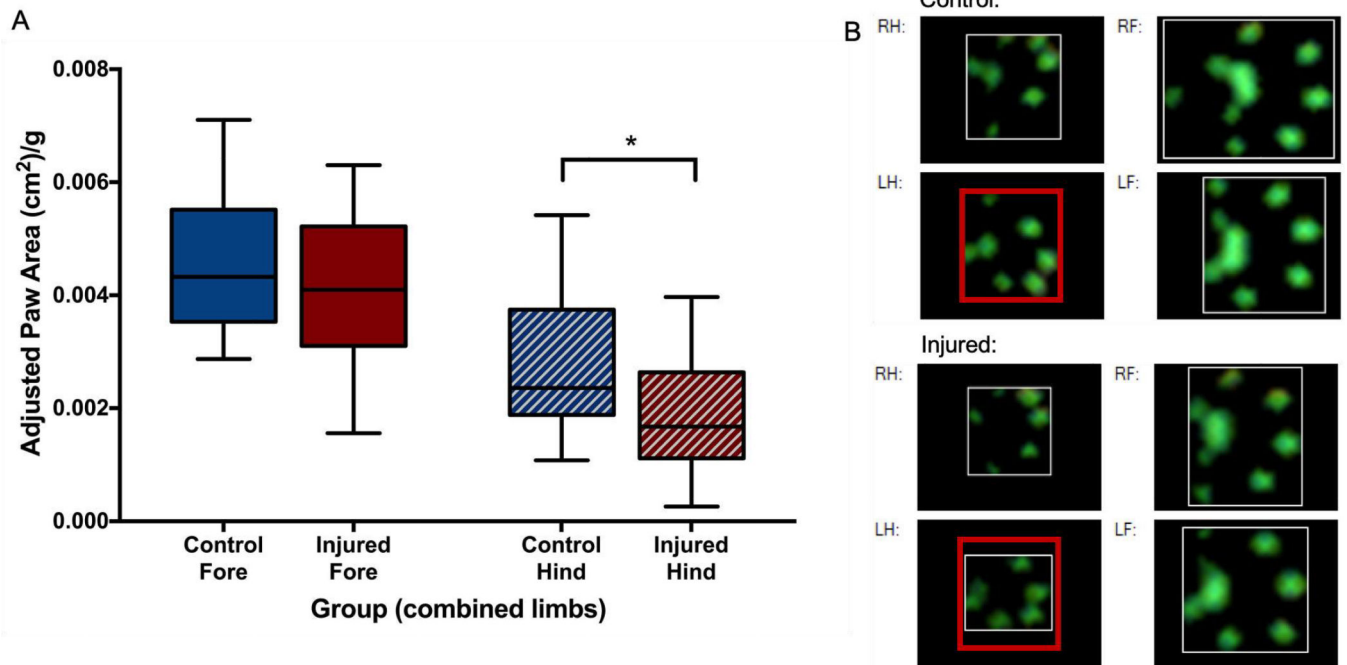 A
0.008
0.006
0.004
0.002
0.000
Adjusted Paw Area (cm²)/g
*
Control
Fore
Injured
Fore
Control
Hind
Injured
Hind
Group (combined limbs)
B
Control:
RH:
RF:
LH:
LF:
Injured:
RH:
RF:
LH:
LF: